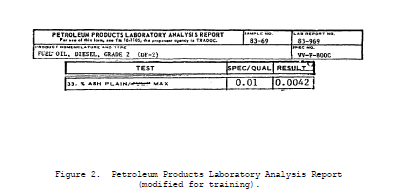 PETROLEUM PRODUCTS LABORATORY ANALYSIS REPORT
For use of this form, see TM 10-1105, the proponent agency is TRADOC.
SAMPLE NO.
83-69
LAB REPORT NO.
83-969
PRODUCT NOMENCLATURE AND TYPE
FUEL OIL, DIESEL, GRADE 2 (DF-2)
SPEC NO.
VV-F-800C
TEST SPEC/QUAL RESULT
33. % ASH PLAIN/ MAX 0.01 0.0042
Figure 2. Petroleum Products Laboratory Analysis Report
(modified for training).